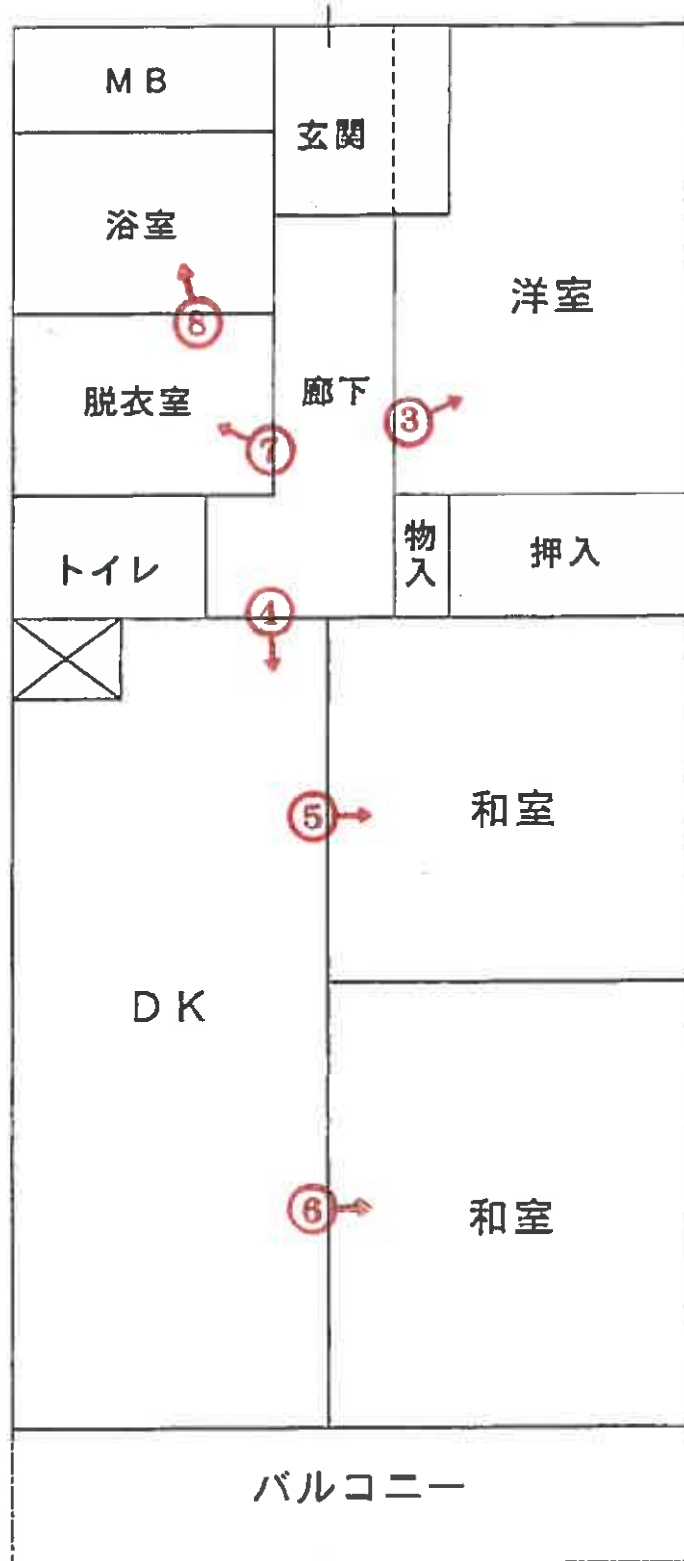 MB
玄関
浴室
洋室
⑧
脱衣室
廊下
③
⑦
トイレ
物入
押入
④
⑤
和室
DK
⑥
和室
バルコニー